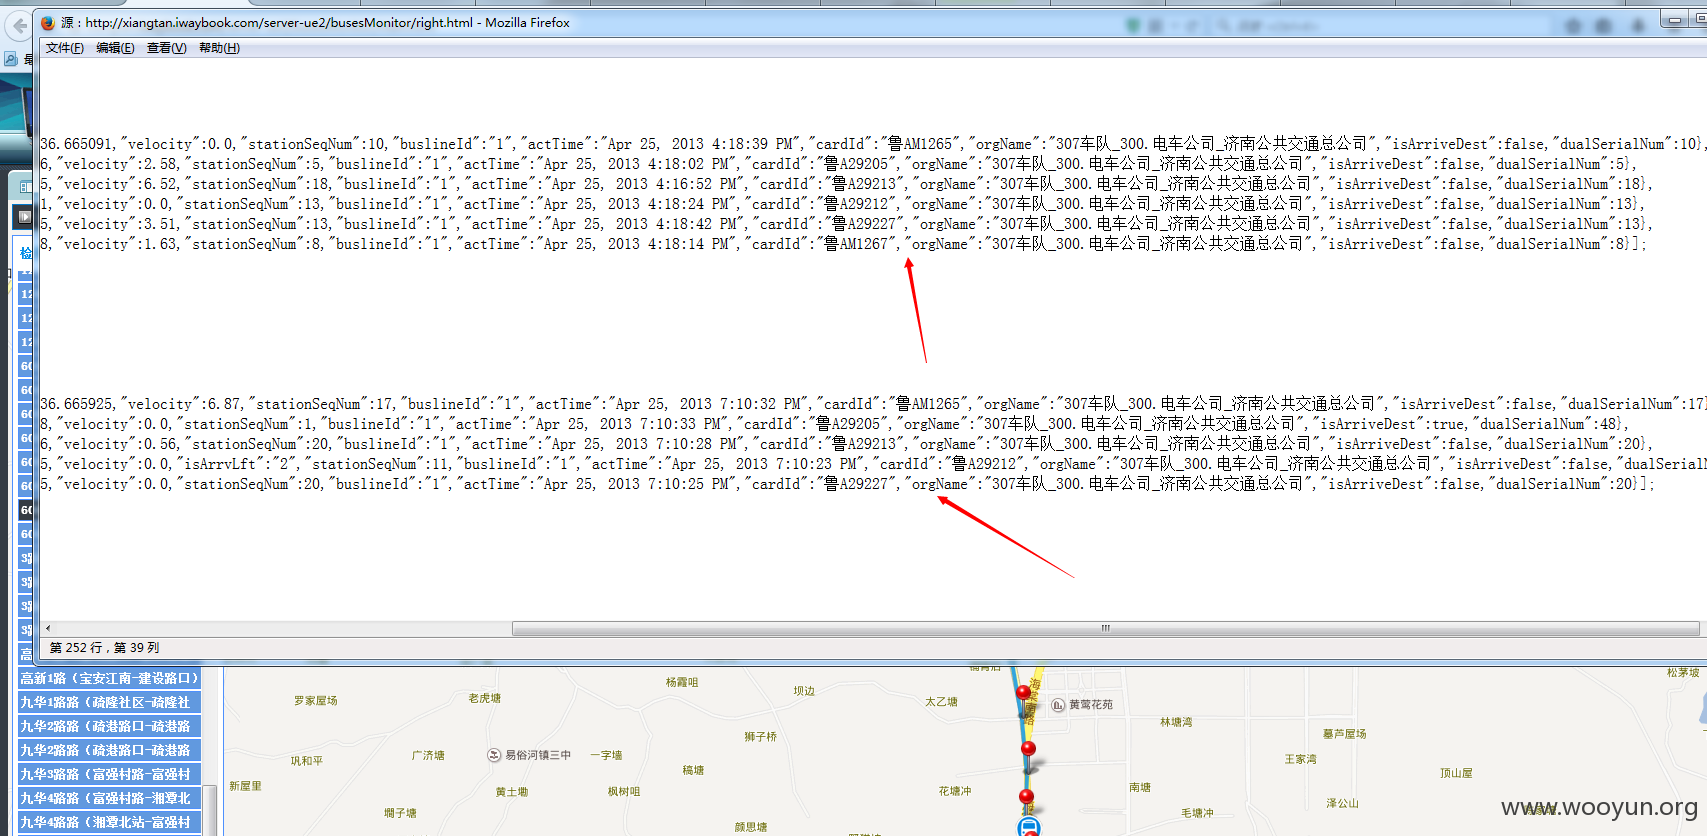 源：http://xiangtan.iwaybook.com/server-ue2/busesMonitor/right.html - Mozilla Firefox
文件(F) 编辑(E) 查看(V) 帮助(H)
36.665091,"velocity":0.0,"stationSeqNum":10,"buslineId":"1","actTime":"Apr 25, 2013 4:18:39 PM","cardId":"鲁AM1265","orgName":"307车队_300.电车公司_济南公共交通总公司","isArriveDest":false,"dualSerialNum":10},
6,"velocity":2.58,"stationSeqNum":5,"buslineId":"1","actTime":"Apr 25, 2013 4:18:02 PM","cardId":"鲁A29205","orgName":"307车队_300.电车公司_济南公共交通总公司","isArriveDest":false,"dualSerialNum":5},
5,"velocity":6.52,"stationSeqNum":18,"buslineId":"1","actTime":"Apr 25, 2013 4:16:52 PM","cardId":"鲁A29213","orgName":"307车队_300.电车公司_济南公共交通总公司","isArriveDest":false,"dualSerialNum":18},
1,"velocity":0.0,"stationSeqNum":13,"buslineId":"1","actTime":"Apr 25, 2013 4:18:24 PM","cardId":"鲁A29212","orgName":"307车队_300.电车公司_济南公共交通总公司","isArriveDest":false,"dualSerialNum":13},
5,"velocity":3.51,"stationSeqNum":13,"buslineId":"1","actTime":"Apr 25, 2013 4:18:42 PM","cardId":"鲁A29227","orgName":"307车队_300.电车公司_济南公共交通总公司","isArriveDest":false,"dualSerialNum":13},
8,"velocity":1.63,"stationSeqNum":8,"buslineId":"1","actTime":"Apr 25, 2013 4:18:14 PM","cardId":"鲁AM1267","orgName":"307车队_300.电车公司_济南公共交通总公司","isArriveDest":false,"dualSerialNum":8}];
36.665925,"velocity":6.87,"stationSeqNum":17,"buslineId":"1","actTime":"Apr 25, 2013 7:10:32 PM","cardId":"鲁AM1265","orgName":"307车队_300.电车公司_济南公共交通总公司","isArriveDest":false,"dualSerialNum":17}
8,"velocity":0.0,"stationSeqNum":1,"buslineId":"1","actTime":"Apr 25, 2013 7:10:33 PM","cardId":"鲁A29205","orgName":"307车队_300.电车公司_济南公共交通总公司","isArriveDest":true,"dualSerialNum":48},
6,"velocity":0.56,"stationSeqNum":20,"buslineId":"1","actTime":"Apr 25, 2013 7:10:28 PM","cardId":"鲁A29213","orgName":"307车队_300.电车公司_济南公共交通总公司","isArriveDest":false,"dualSerialNum":20},
5,"velocity":0.0,"isArrvLft":"2","stationSeqNum":11,"buslineId":"1","actTime":"Apr 25, 2013 7:10:23 PM","cardId":"鲁A29212","orgName":"307车队_300.电车公司_济南公共交通总公司","isArriveDest":false,"dualSerialN
5,"velocity":0.0,"stationSeqNum":20,"buslineId":"1","actTime":"Apr 25, 2013 7:10:25 PM","cardId":"鲁A29227","orgName":"307车队_300.电车公司_济南公共交通总公司","isArriveDest":false,"dualSerialNum":20}];
第 252 行，第 39 列
检
12
12
12
60
60
60
60
60
60
60
60
3路
3路
3路
3路
高
高新1路（宝安江南-建设路口）
九华1路路（疏隆社区-疏隆社
九华2路路（疏港路口-疏港路
九华2路路（疏港路口-疏港路
九华3路路（富强村路-富强村
九华4路路（富强村路-湘潭北
九华4路路（湘潭北站-富强村
罗家屋场
老虎塘
杨霭咀
坝边
太乙塘
黄莺花苑
林塘湾
松茅坡
墓芦屋场
狮子桥
巩和平
广济塘
易俗河镇三中
一字墙
稿塘
王家湾
顶山屋
新屋里
黄土坳
枫树咀
花塘冲
南塘
墹子塘
颜思塘
毛塘冲
泽公山
www.wooyun.org